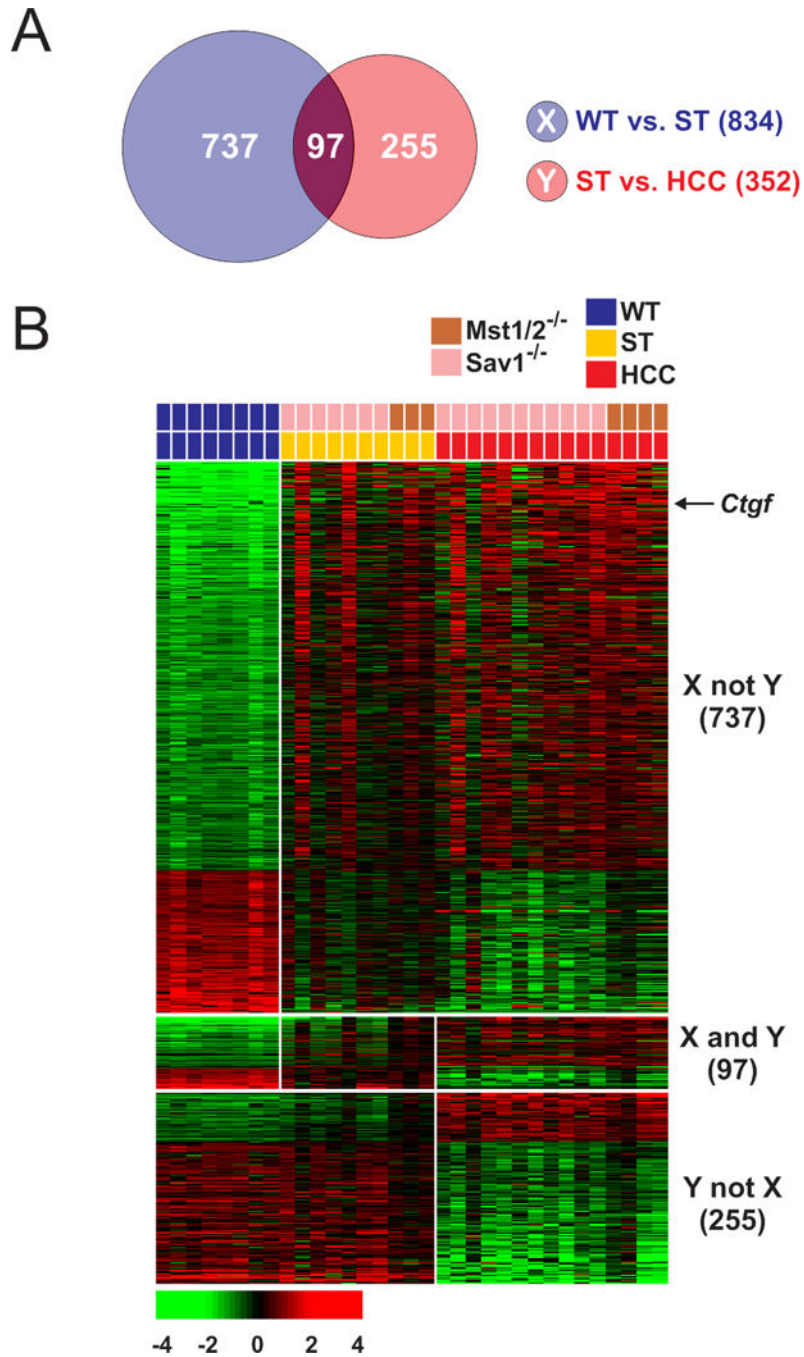 A
737
97
255
X WT vs. ST (834)
Y ST vs. HCC (352)
B
Mst1/2-/-
Sav1-/-
WT
ST
HCC
Ctgf
X not Y
(737)
X and Y
(97)
Y not X
(255)
-4 -2 0 2 4